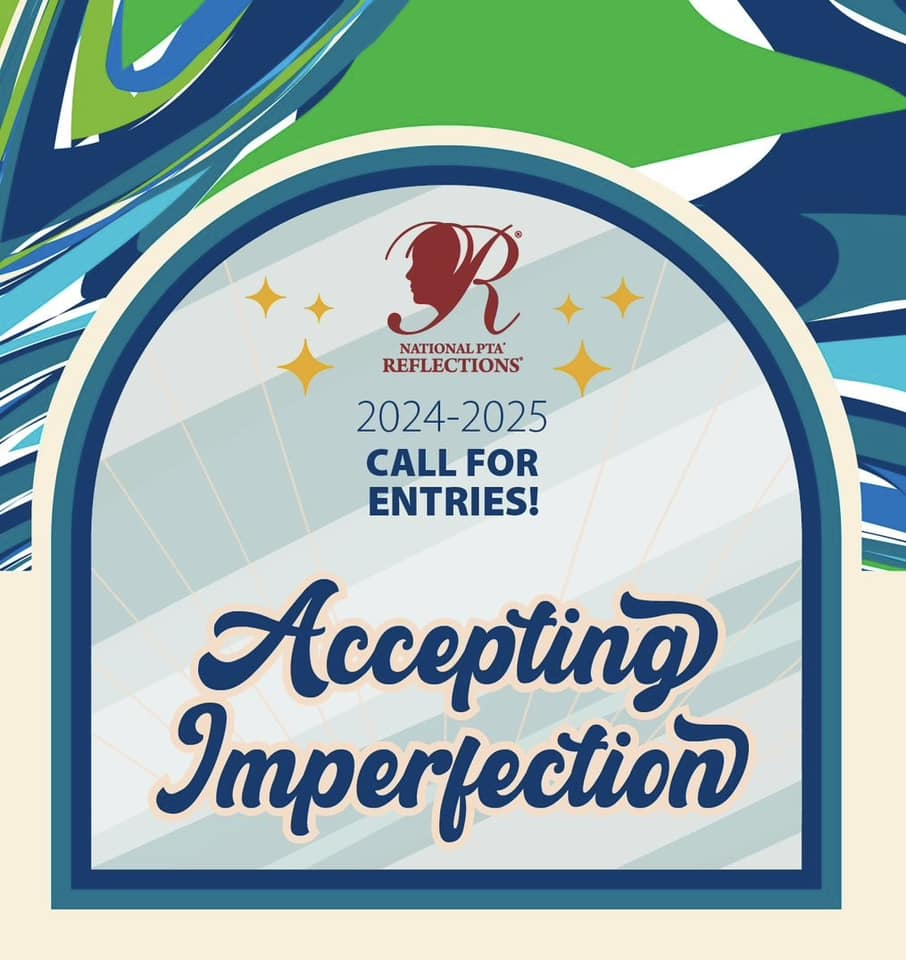 R®
NATIONAL PTA®
REFLECTIONS®
2024-2025
CALL FOR
ENTRIES!
Accepting
Imperfection